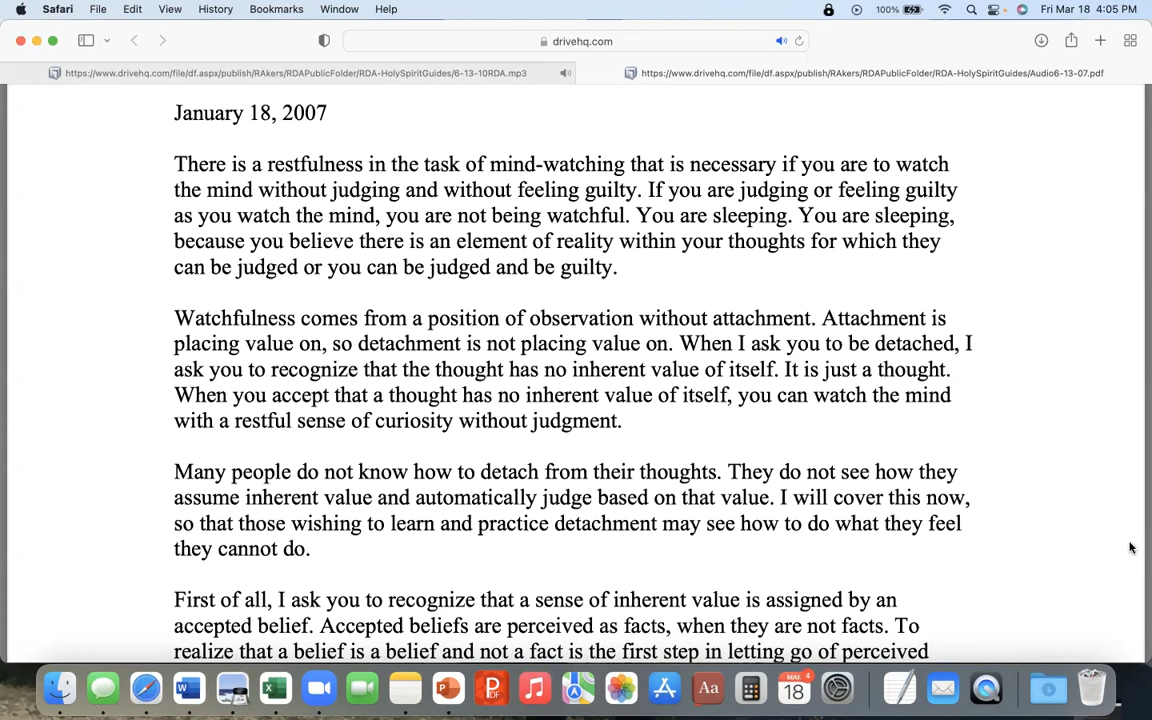 Safari File Edit View History Bookmarks Window Help 100% Fri Mar 18 4:05 PM
drivehq.com
https://www.drivehq.com/file/df.aspx/publish/RAkers/RDAPublicFolder/RDA-HolySpiritGuides/6-13-10RDA.mp3 https://www.drivehq.com/file/df.aspx/publish/RAkers/RDAPublicFolder/RDA-HolySpiritGuides/Audio6-13-07.pdf
January 18, 2007
There is a restfulness in the task of mind-watching that is necessary if you are to watch
the mind without judging and without feeling guilty. If you are judging or feeling guilty
as you watch the mind, you are not being watchful. You are sleeping. You are sleeping,
because you believe there is an element of reality within your thoughts for which they
can be judged or you can be judged and be guilty.
Watchfulness comes from a position of observation without attachment. Attachment is
placing value on, so detachment is not placing value on. When I ask you to be detached, I
ask you to recognize that the thought has no inherent value of itself. It is just a thought.
When you accept that a thought has no inherent value of itself, you can watch the mind
with a restful sense of curiosity without judgment.
Many people do not know how to detach from their thoughts. They do not see how they
assume inherent value and automatically judge based on that value. I will cover this now,
so that those wishing to learn and practice detachment may see how to do what they feel
they cannot do.
First of all, I ask you to recognize that a sense of inherent value is assigned by an
accepted belief. Accepted beliefs are perceived as facts, when they are not facts. To
realize that a belief is a belief and not a fact is the first step in letting go of perceived
MAR 4
18
Aa